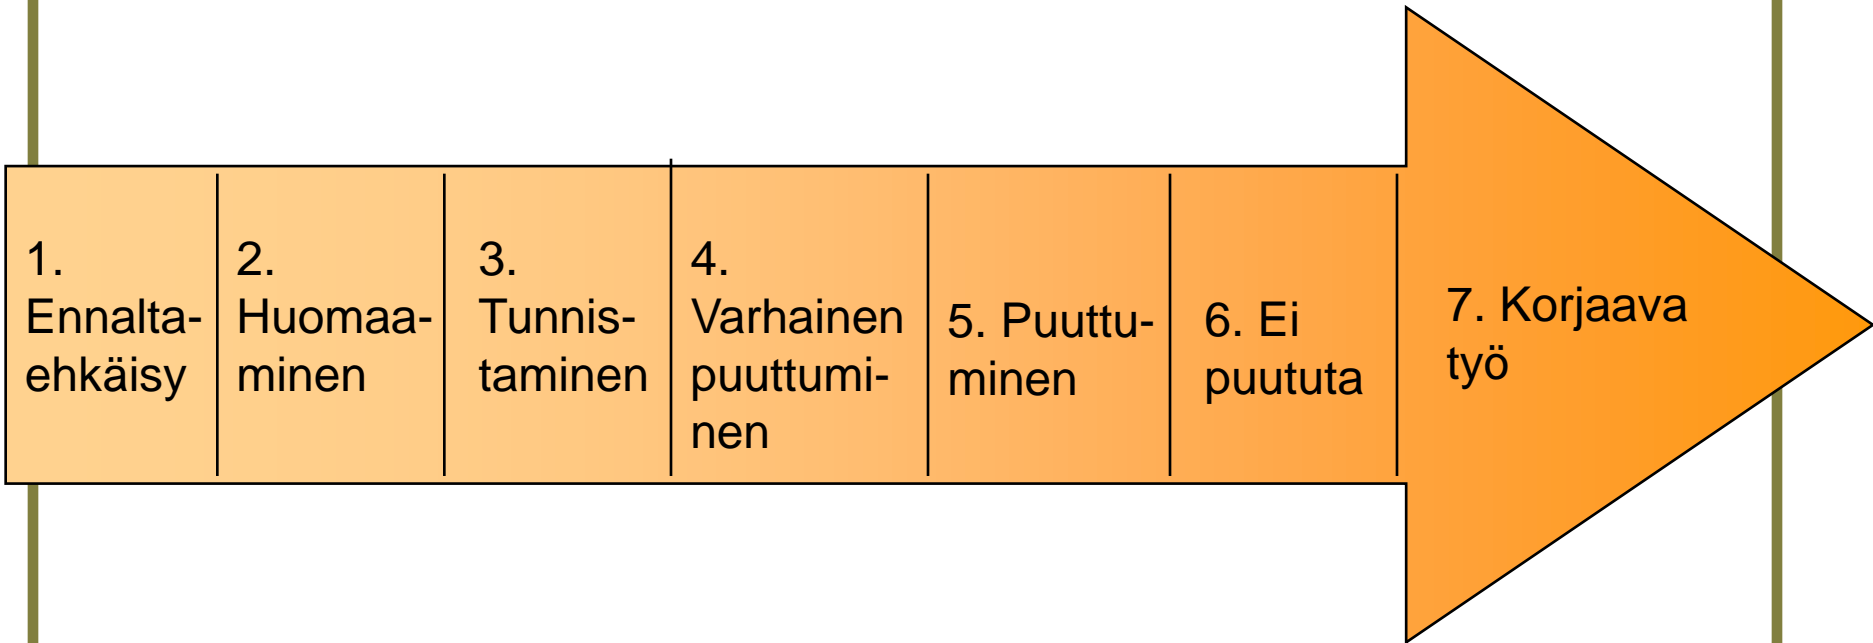 1.
Ennalta-
ehkäisy
2.
Huomaa-
minen
3.
Tunnis-
taminen
4.
Varhainen
puuttumi-
nen
5. Puuttu-
minen
6. Ei
puututa
7. Korjaava
työ